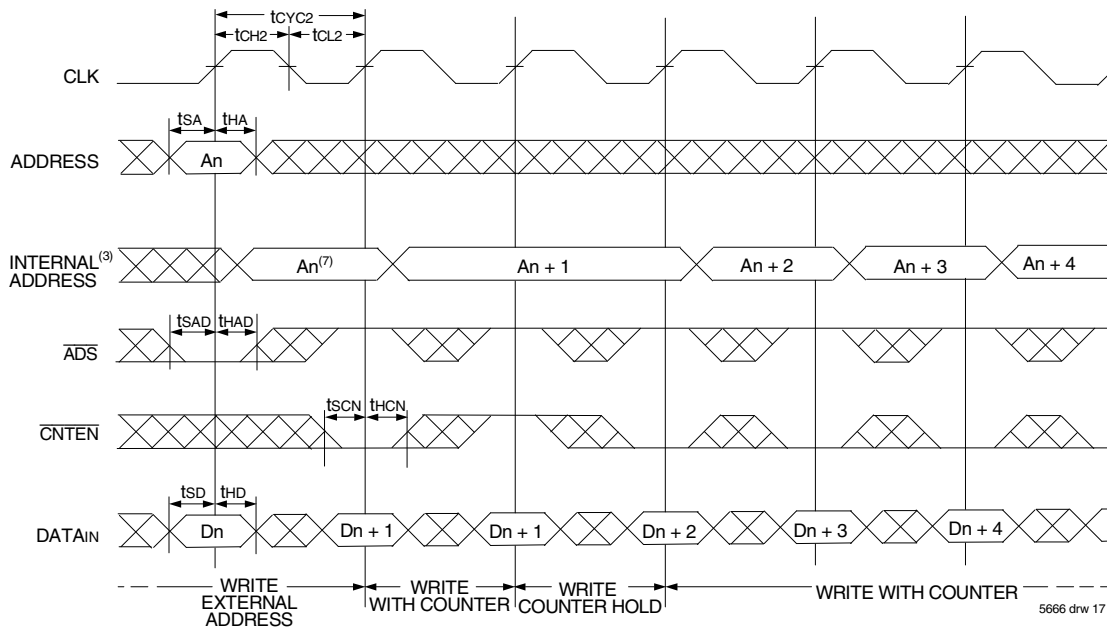 tCYC2
tCH2 tCL2
CLK
tSA tHA
ADDRESS An
INTERNAL(3) ADDRESS An(7) An + 1 An + 2 An + 3 An + 4
tSAD tHAD
ADS
tSCN tHCN
CNTEN
tSD tHD
DATAIN Dn Dn + 1 Dn + 1 Dn + 2 Dn + 3 Dn + 4
WRITE EXTERNAL ADDRESS
WRITE WITH COUNTER
WRITE COUNTER HOLD
WRITE WITH COUNTER
5666 drw 17